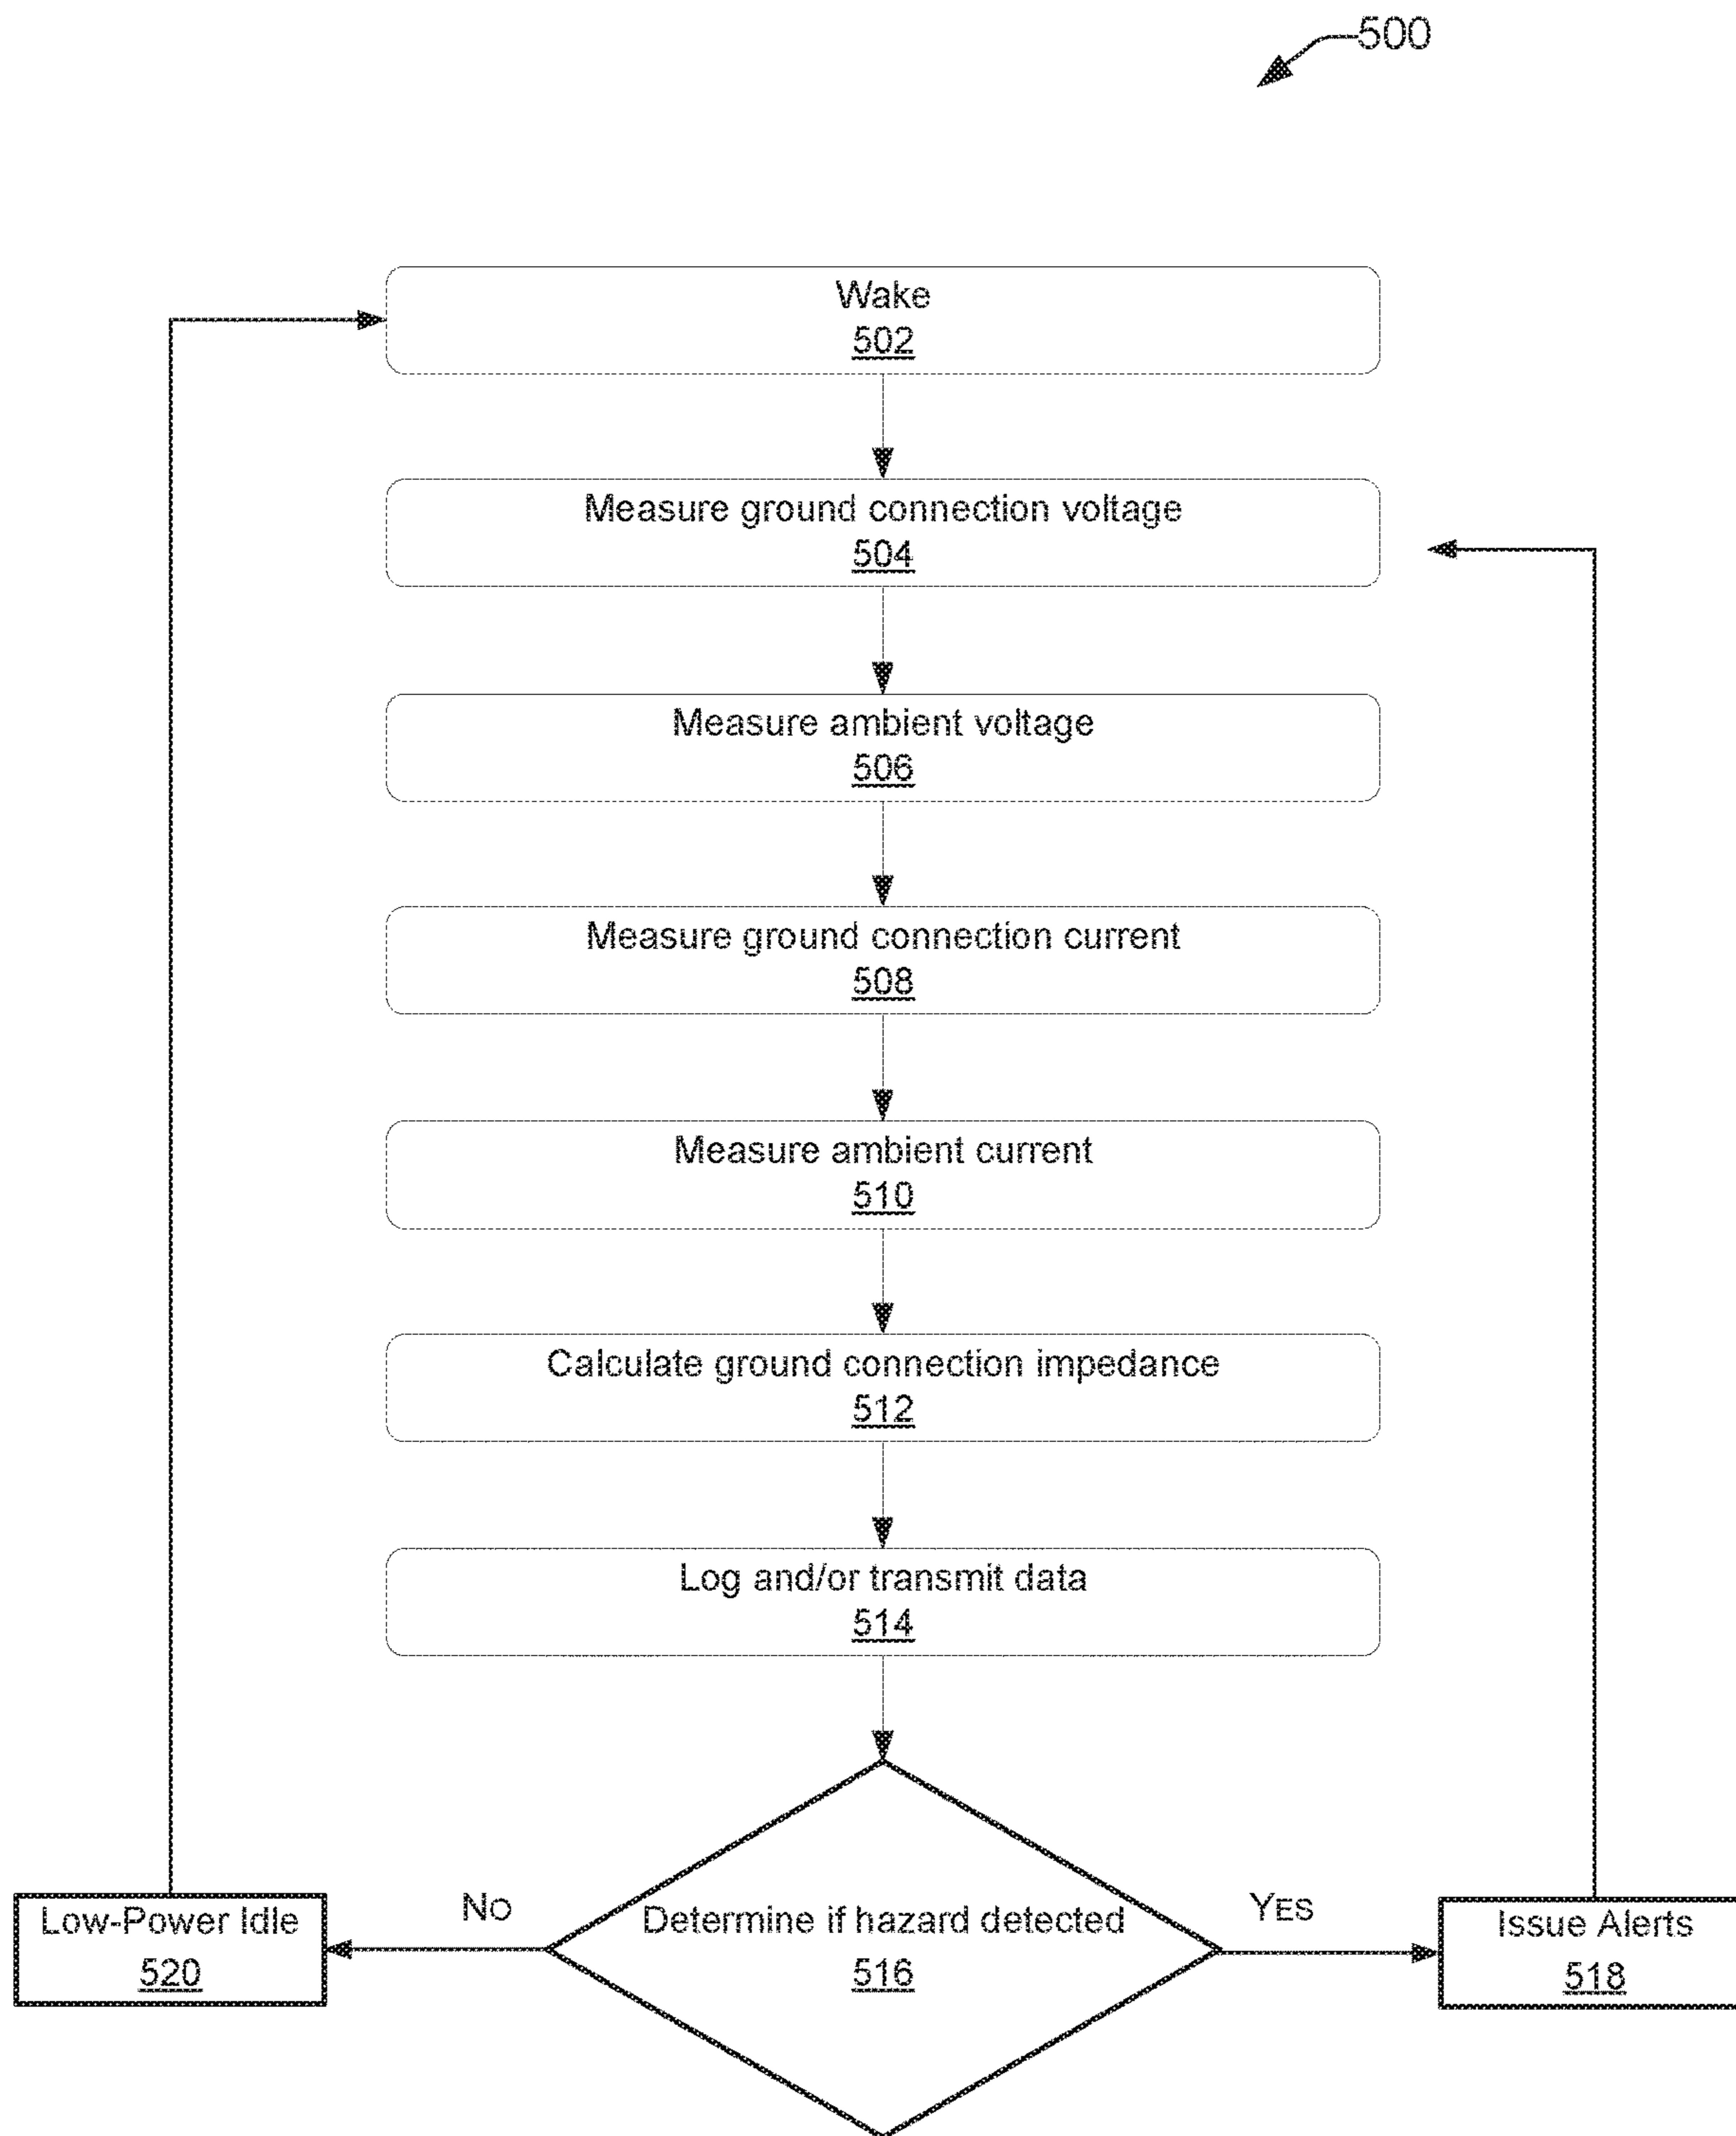 500
Wake
502
Measure ground connection voltage
504
Measure ambient voltage
506
Measure ground connection current
508
Measure ambient current
510
Calculate ground connection impedance
512
Log and/or transmit data
514
Determine if hazard detected
516
NO
YES
Low-Power Idle
520
Issue Alerts
518